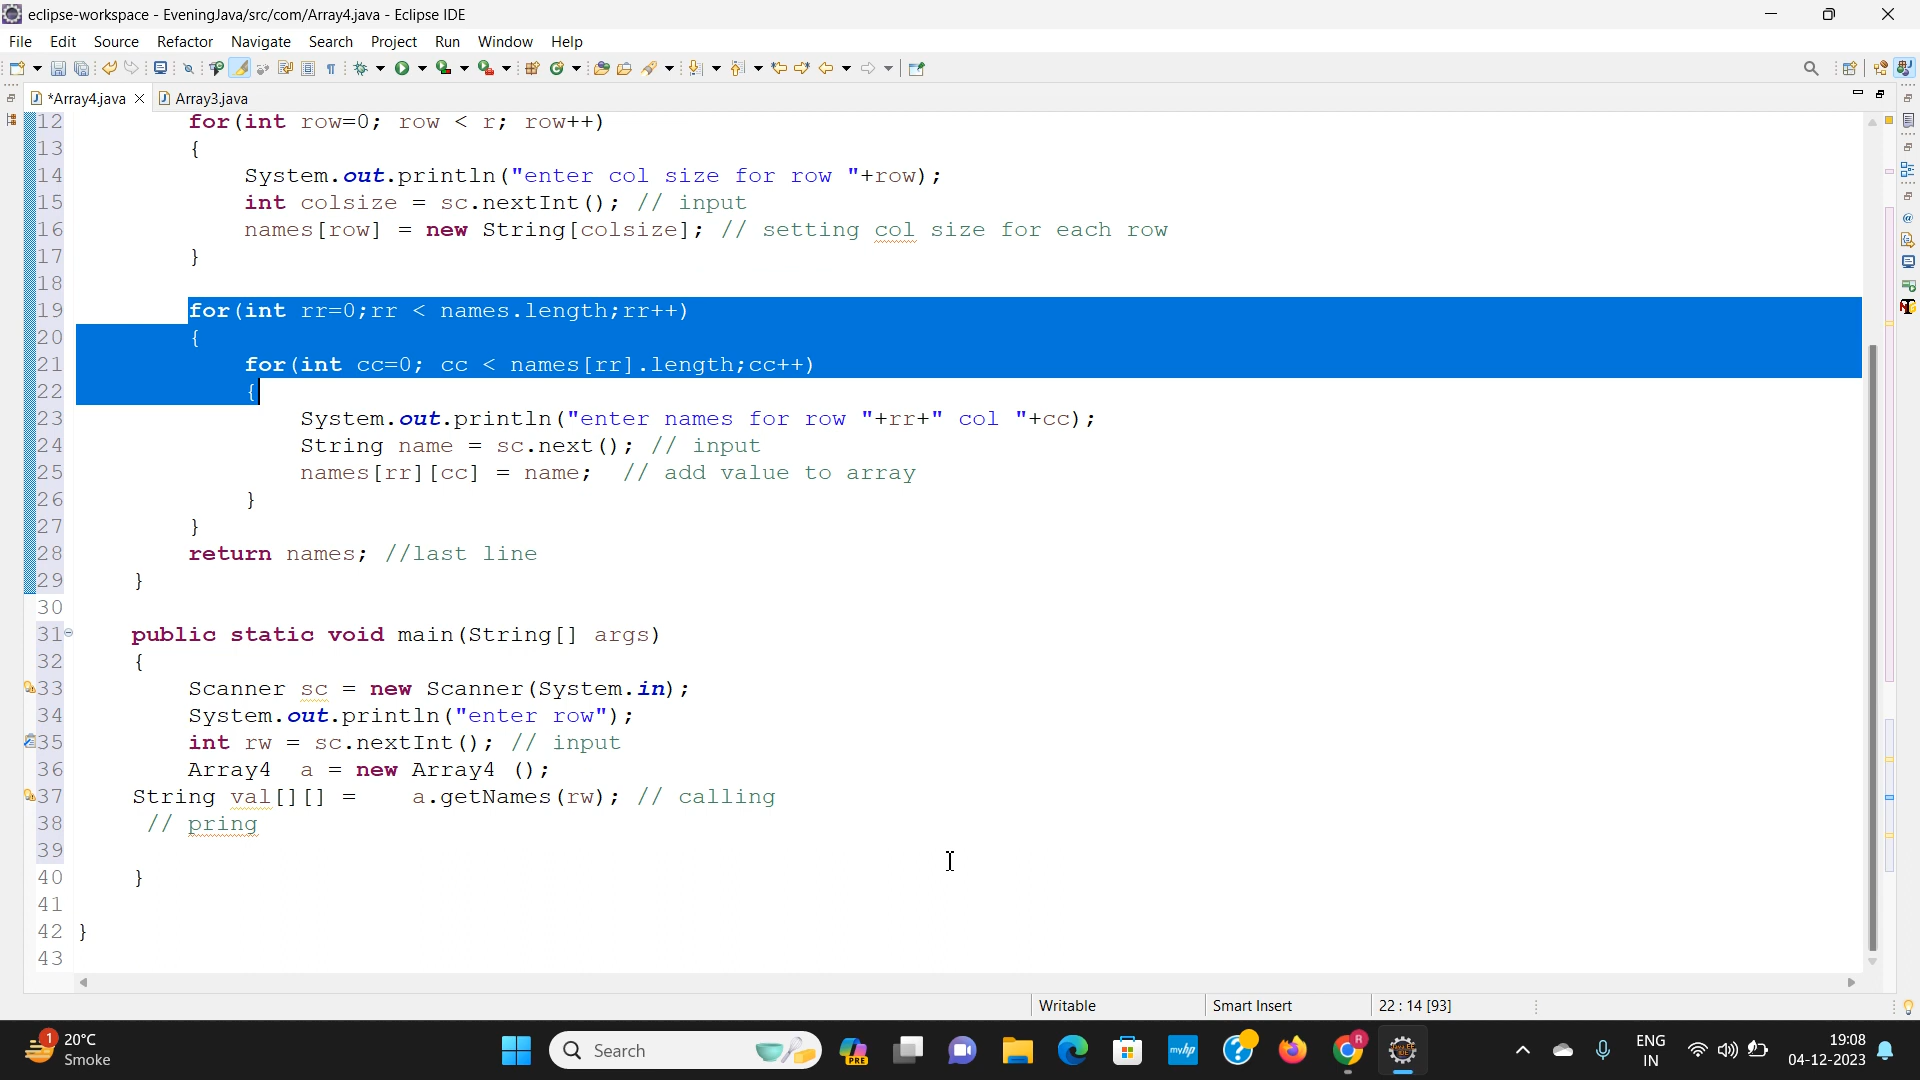 eclipse-workspace - EveningJava/src/com/Array4.java - Eclipse IDE
File Edit Source Refactor Navigate Search Project Run Window Help
*Array4.java Array3.java
12 for(int row=0; row < r; row++)
13 {
14 System.out.println("enter col size for row "+row);
15 int colsize = sc.nextInt(); // input
16 names[row] = new String[colsize]; // setting col size for each row
17 }
18
19 for(int rr=0;rr < names.length;rr++)
20 {
21 for(int cc=0; cc < names[rr].length;cc++)
22 {
23 System.out.println("enter names for row "+rr+" col "+cc);
24 String name = sc.next(); // input
25 names[rr][cc] = name; // add value to array
26 }
27 }
28 return names; //last line
29 }
30
31 public static void main(String[] args)
32 {
33 Scanner sc = new Scanner(System.in);
34 System.out.println("enter row");
35 int rw = sc.nextInt(); // input
36 Array4 a = new Array4 ();
37 String val[][] = a.getNames(rw); // calling
38 // pring
39
40 }
41
42 }
43
Writable Smart Insert 22 : 14 [93]
1 20°C
Smoke
Search
PRE
myhp
R
ENG
IN
19:08
04-12-2023